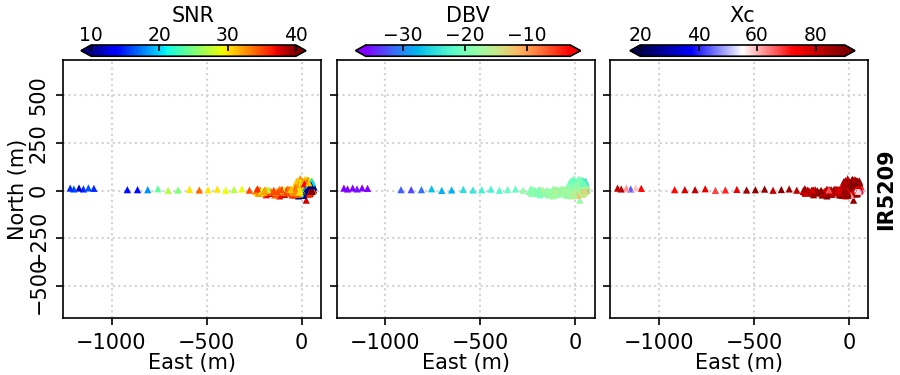 SNR DBV Xc
10 20 30 40 −30 −20 −10 20 40 60 80
500
250
0
−250
−500
North (m)
IR5209
−1000 −500 0 −1000 −500 0 −1000 −500 0
East (m) East (m) East (m)